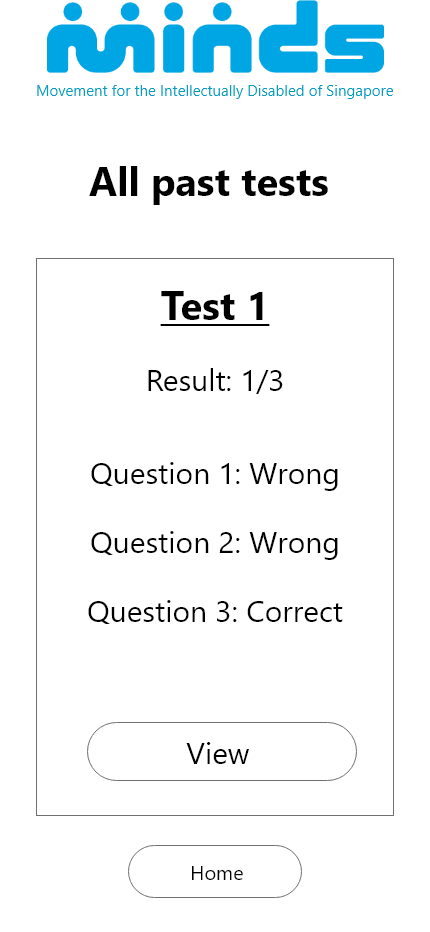 minds
Movement for the Intellectually Disabled of Singapore
All past tests
Test 1
Result: 1/3
Question 1: Wrong
Question 2: Wrong
Question 3: Correct
View
Home